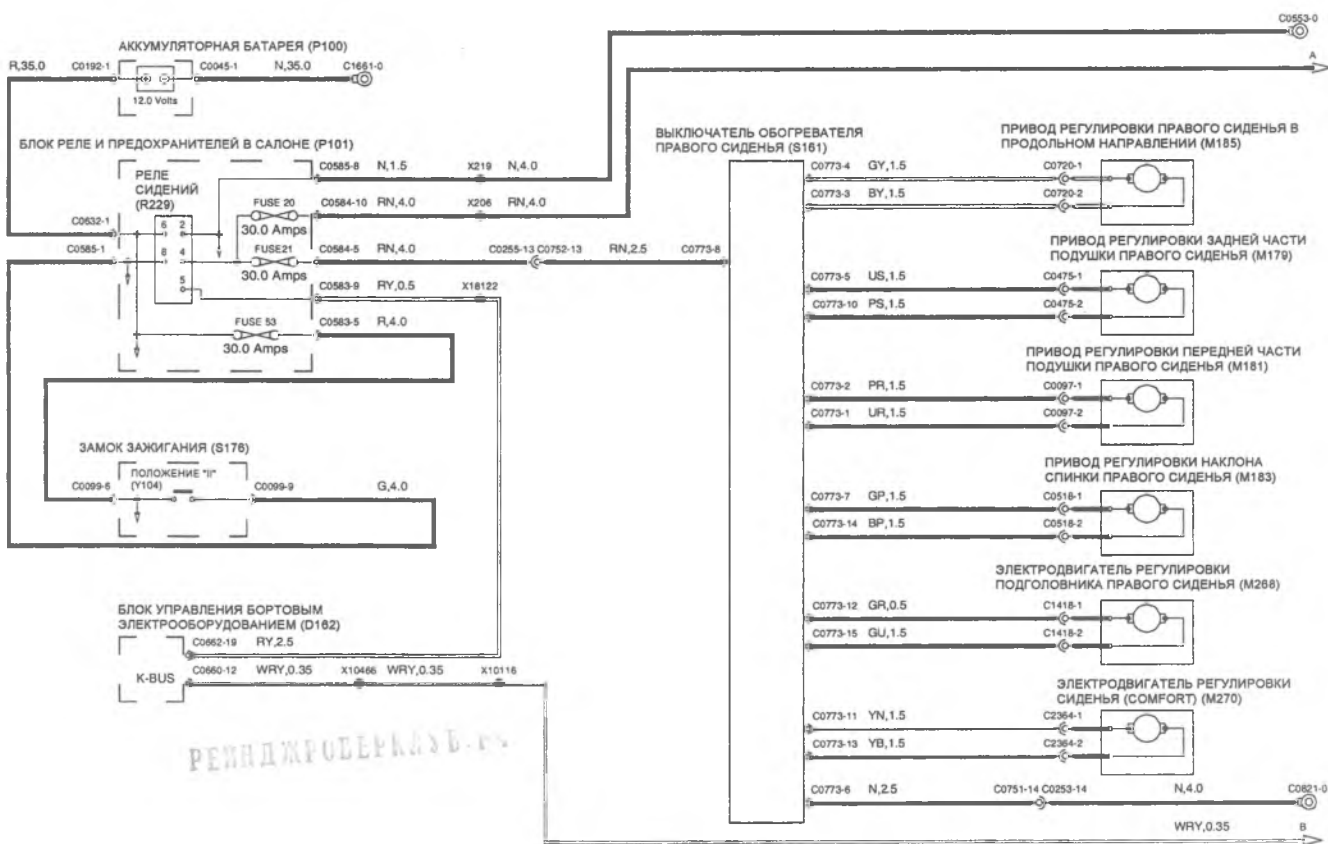 C0553-0
АККУМУЛЯТОРНАЯ БАТАРЕЯ (P100)
R,35.0 C0192-1 C0045-1 N,35.0 C1661-0
12.0 Volts
A
БЛОК РЕЛЕ И ПРЕДОХРАНИТЕЛЕЙ В САЛОНЕ (P101)
РЕЛЕ
СИДЕНИЙ
(R229)
6 2
8 4
5
C0632-1
C0585-1
FUSE 20
30.0 Amps
FUSE21
30.0 Amps
FUSE 53
30.0 Amps
C0585-8 N,1.5 X219 N,4.0
C0584-10 RN,4.0 X206 RN,4.0
C0584-5 RN,4.0 C0255-13 C0752-13 RN,2.5 C0773-8
C0583-9 RY,0.5 X18122
C0583-5 R,4.0
ЗАМОК ЗАЖИГАНИЯ (S176)
ПОЛОЖЕНИЕ "II"
(Y104)
C0099-6 C0099-9 G,4.0
БЛОК УПРАВЛЕНИЯ БОРТОВЫМ
ЭЛЕКТРООБОРУДОВАНИЕМ (D162)
C0662-19 RY,2.5
K-BUS
C0660-12 WRY,0.35 X10466 WRY,0.35 X10116
ВЫКЛЮЧАТЕЛЬ ОБОГРЕВАТЕЛЯ
ПРАВОГО СИДЕНЬЯ (S161)
ПРИВОД РЕГУЛИРОВКИ ПРАВОГО СИДЕНЬЯ В
ПРОДОЛЬНОМ НАПРАВЛЕНИИ (M185)
C0773-4 GY,1.5 C0720-1
C0773-3 BY,1.5 C0720-2
ПРИВОД РЕГУЛИРОВКИ ЗАДНЕЙ ЧАСТИ
ПОДУШКИ ПРАВОГО СИДЕНЬЯ (M179)
C0773-5 US,1.5 C0475-1
C0773-10 PS,1.5 C0475-2
ПРИВОД РЕГУЛИРОВКИ ПЕРЕДНЕЙ ЧАСТИ
ПОДУШКИ ПРАВОГО СИДЕНЬЯ (M181)
C0773-2 PR,1.5 C0097-1
C0773-1 UR,1.5 C0097-2
ПРИВОД РЕГУЛИРОВКИ НАКЛОНА
СПИНКИ ПРАВОГО СИДЕНЬЯ (M183)
C0773-7 GP,1.5 C0518-1
C0773-14 BP,1.5 C0518-2
ЭЛЕКТРОДВИГАТЕЛЬ РЕГУЛИРОВКИ
ПОДГОЛОВНИКА ПРАВОГО СИДЕНЬЯ (M268)
C0773-12 GR,0.5 C1418-1
C0773-15 GU,1.5 C1418-2
ЭЛЕКТРОДВИГАТЕЛЬ РЕГУЛИРОВКИ
СИДЕНЬЯ (COMFORT) (M270)
C0773-11 YN,1.5 C2364-1
C0773-13 YB,1.5 C2364-2
C0773-6 N,2.5 C0751-14 C0253-14 N,4.0 C0821-0
WRY,0.35 B